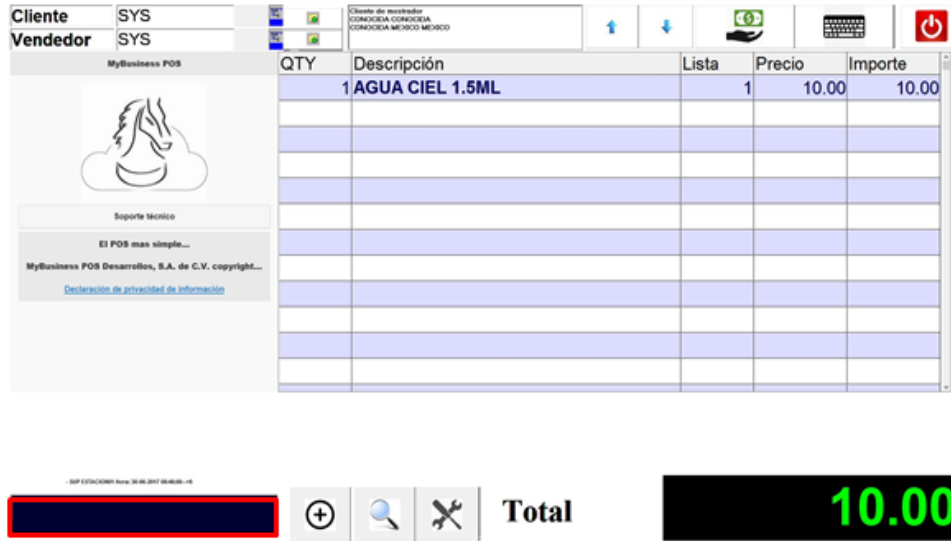 Cliente SYS
Cliente de mostrador
CONOCIDA CONOCIDA
CONOCIDA MEXICO MEXICO
Vendedor SYS
MyBusiness POS
Soporte técnico
El POS mas simple...
MyBusiness POS Desarrollos, S.A. de C.V. copyright...
Declaración de privacidad de información
QTY Descripción Lista Precio Importe
1 AGUA CIEL 1.5ML 1 10.00 10.00
Total 10.00